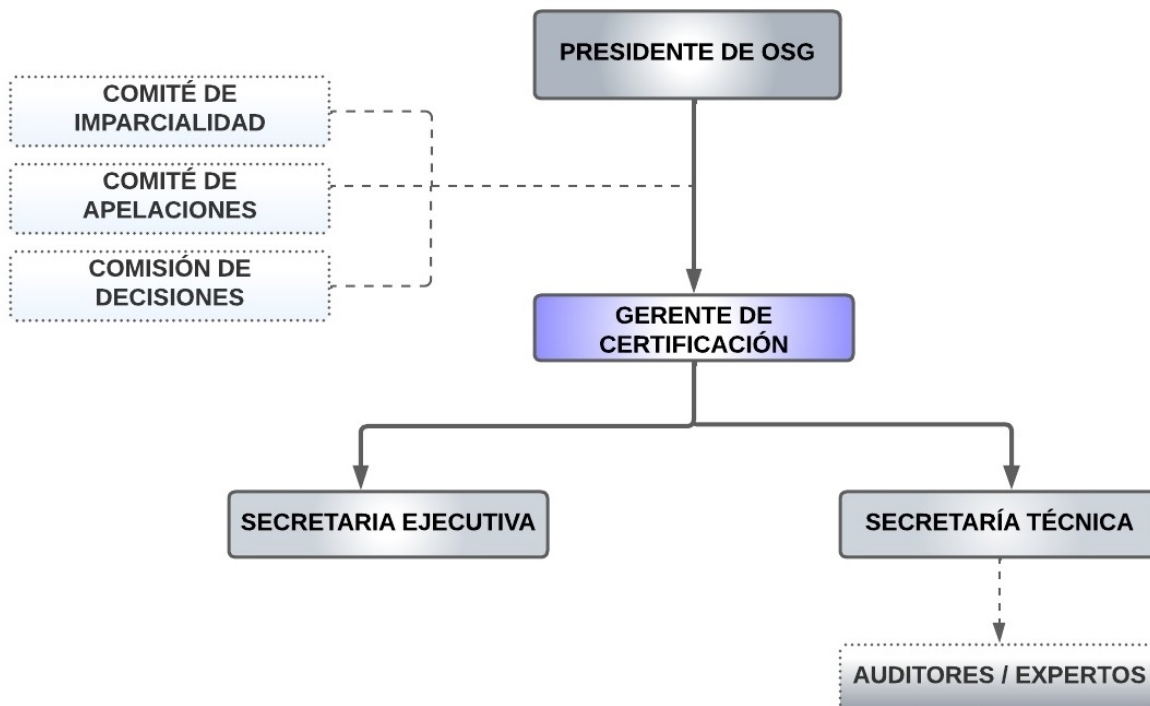 PRESIDENTE DE OSG
COMITÉ DE
IMPARCIALIDAD
COMITÉ DE
APELACIONES
COMISIÓN DE
DECISIONES
GERENTE DE
CERTIFICACIÓN
SECRETARIA EJECUTIVA
SECRETARÍA TÉCNICA
AUDITORES / EXPERTOS